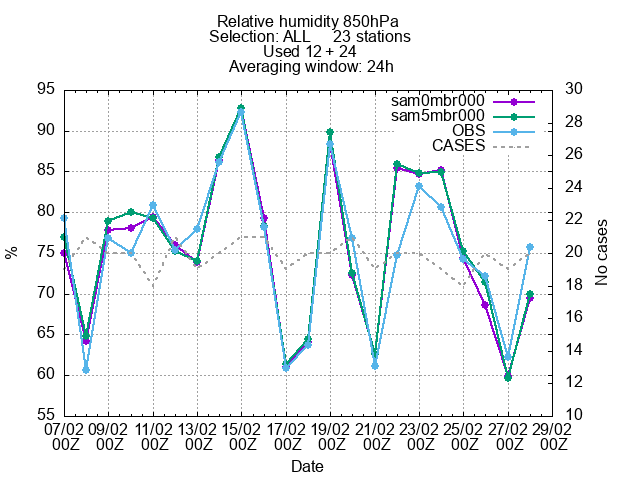 Relative humidity 850hPa
Selection: ALL 23 stations
Used 12 + 24
Averaging window: 24h
sam0mbr000
sam5mbr000
OBS
CASES
%
95
90
85
80
75
70
65
60
55
No cases
30
28
26
24
22
20
18
16
14
12
10
07/02 09/02 11/02 13/02 15/02 17/02 19/02 21/02 23/02 25/02 27/02 29/02
00Z 00Z 00Z 00Z 00Z 00Z 00Z 00Z 00Z 00Z 00Z 00Z
Date